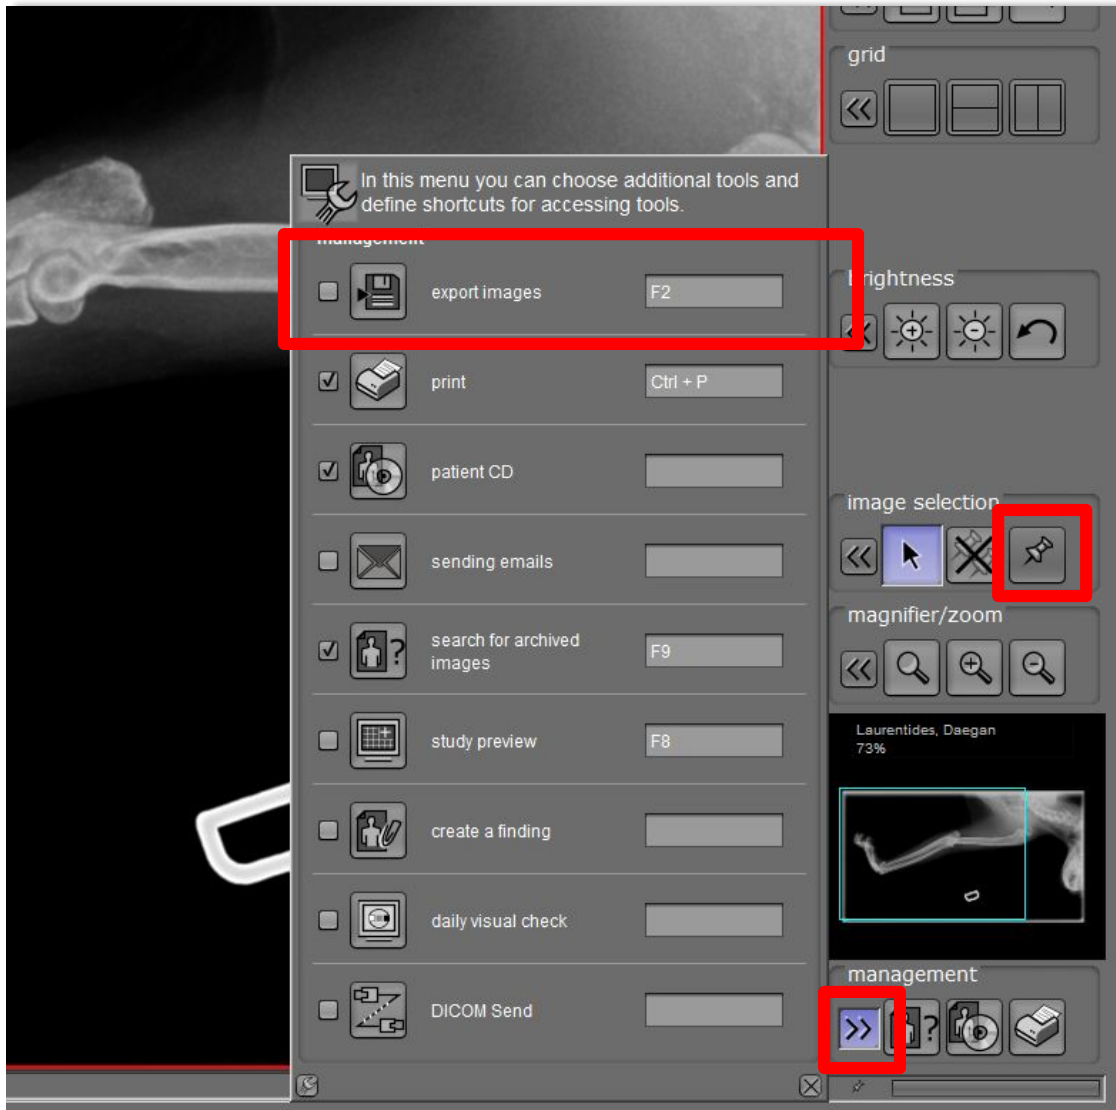 grid
In this menu you can choose additional tools and
define shortcuts for accessing tools.
management
export images F2
brightness
print Ctrl + P
patient CD
image selection
sending emails
magnifier/zoom
search for archived
images F9
study preview F8
Laurentides, Daegan
73%
create a finding
daily visual check
management
DICOM Send